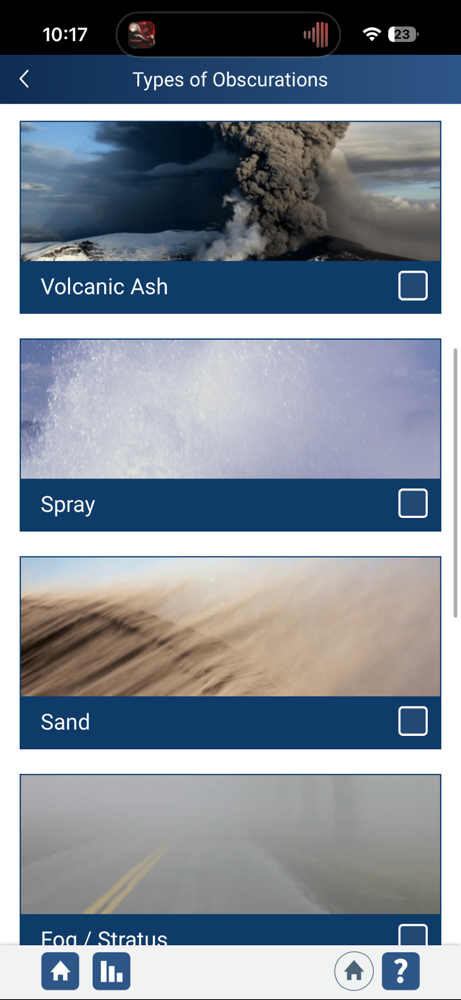 10:17
23
Types of Obscurations
Volcanic Ash
Spray
Sand
Fog / Stratus